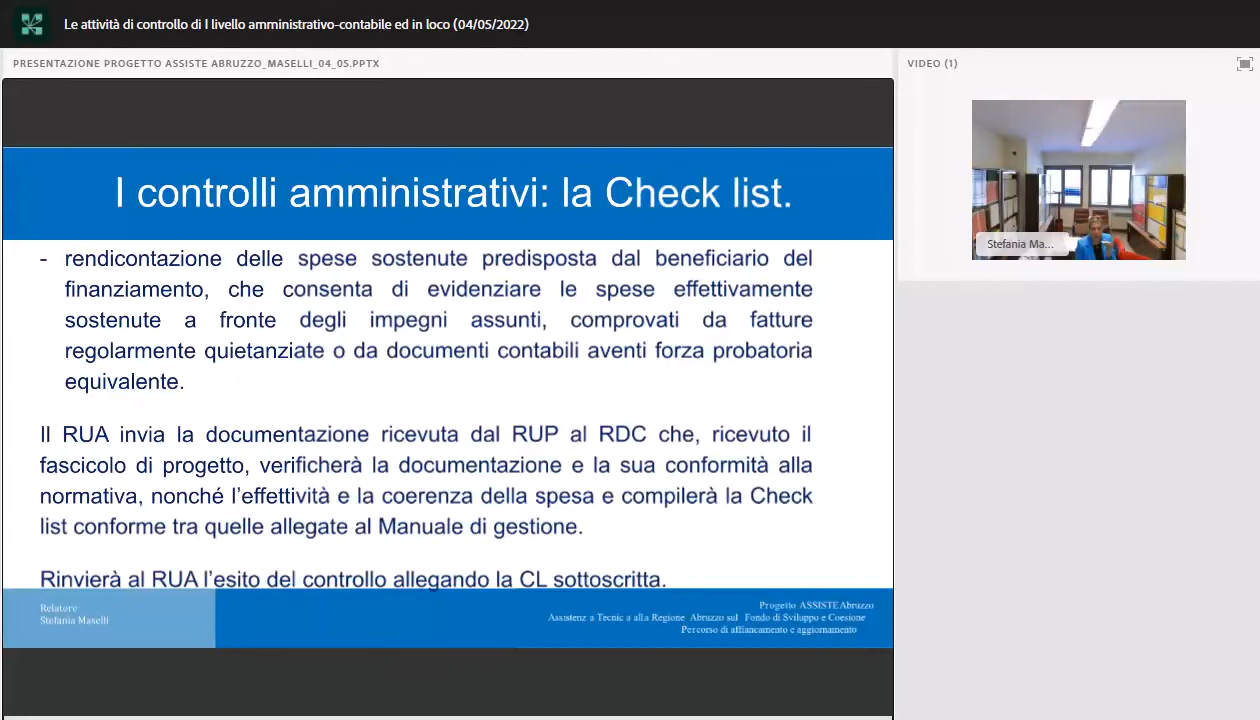 Le attività di controllo di I livello amministrativo-contabile ed in loco (04/05/2022)
PRESENTAZIONE PROGETTO ASSISTE ABRUZZO_MASELLI_04_05.PPTX
VIDEO (1)
I controlli amministrativi: la Check list.
- rendicontazione delle spese sostenute predisposta dal beneficiario del
finanziamento, che consenta di evidenziare le spese effettivamente
sostenute a fronte degli impegni assunti, comprovati da fatture
regolarmente quietanziate o da documenti contabili aventi forza probatoria
equivalente.
Il RUA invia la documentazione ricevuta dal RUP al RDC che, ricevuto il
fascicolo di progetto, verificherà la documentazione e la sua conformità alla
normativa, nonché l'effettività e la coerenza della spesa e compilerà la Check
list conforme tra quelle allegate al Manuale di gestione.
Rinvierà al RUA l'esito del controllo allegando la CL sottoscritta.
Relatore
Stefania Maselli
Progetto ASSISTE Abruzzo
Assistenz a Tecnic a alla Regione Abruzzo sul Fondo di Sviluppo e Coesione
Percorso di affiancamento e aggiornamento
Stefania Ma...